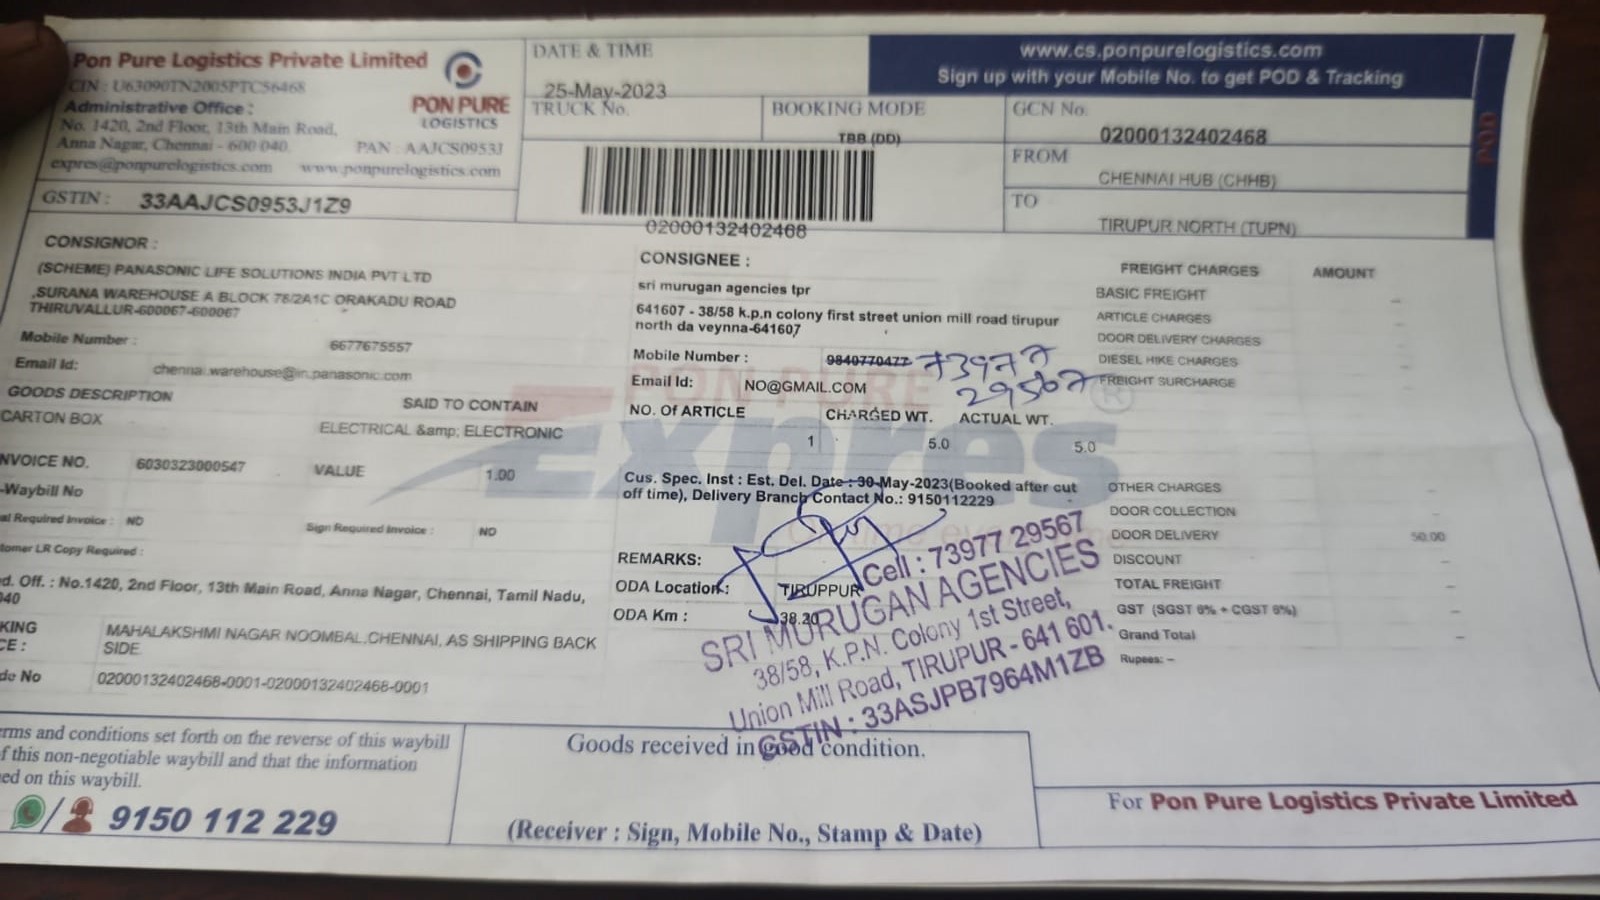 Pon Pure Logistics Private Limited
CIN : U63090TN2005PTC56468
Administrative Office :
No. 1420, 2nd Floor, 13th Main Road,
Anna Nagar, Chennai - 600 040. PAN : AAJCS0953J
expres@ponpurelogistics.com www.ponpurelogistics.com
PON PURE
LOGISTICS
GSTIN : 33AAJCS0953J1Z9
DATE & TIME
25-May-2023
TRUCK No.
BOOKING MODE
TBB (DD)
02000132402468
www.cs.ponpurelogistics.com
Sign up with your Mobile No. to get POD & Tracking
GCN No.
02000132402468
FROM
CHENNAI HUB (CHHB)
TO
TIRUPUR NORTH (TUPN)
POD
CONSIGNOR :
(SCHEME) PANASONIC LIFE SOLUTIONS INDIA PVT LTD
,SURANA WAREHOUSE A BLOCK 78/2A1C ORAKADU ROAD
THIRUVALLUR-600067-600067
Mobile Number : 6677675557
Email Id: chennai.warehouse@in.panasonic.com
GOODS DESCRIPTION SAID TO CONTAIN
CARTON BOX ELECTRICAL &amp; ELECTRONIC
NVOICE NO. 6030323000547 VALUE 1.00
-Waybill No
al Required Invoice : NO Sign Required Invoice : NO
tomer LR Copy Required :
d. Off. : No.1420, 2nd Floor, 13th Main Road, Anna Nagar, Chennai, Tamil Nadu,
040
KING
CE : MAHALAKSHMI NAGAR NOOMBAL,CHENNAI, AS SHIPPING BACK
SIDE
de No 02000132402468-0001-02000132402468-0001
CONSIGNEE :
sri murugan agencies tpr
641607 - 38/58 k.p.n colony first street union mill road tirupur
north da veynna-641607
Mobile Number : 9840770477 73977
29567
Email Id: NO@GMAIL.COM
PON PURE
Expres
NO. Of ARTICLE CHARGED WT. ACTUAL WT.
1 5.0 5.0
Cus. Spec. Inst : Est. Del. Date : 30-May-2023(Booked after cut
off time), Delivery Branch Contact No.: 9150112229
REMARKS:
ODA Location: TIRUPPUR
ODA Km : 38.20
Cell : 73977 29567
SRI MURUGAN AGENCIES
38/58, K.P.N. Colony 1st Street,
Union Mill Road, TIRUPUR - 641 601.
GSTIN : 33ASJPB7964M1ZB
FREIGHT CHARGES AMOUNT
BASIC FREIGHT -
ARTICLE CHARGES -
DOOR DELIVERY CHARGES
DIESEL HIKE CHARGES -
FREIGHT SURCHARGE -
OTHER CHARGES -
DOOR COLLECTION -
DOOR DELIVERY 50.00
DISCOUNT -
TOTAL FREIGHT -
GST (SGST 6% + CGST 6%) -
Grand Total -
Rupees: –
erms and conditions set forth on the reverse of this waybill
f this non-negotiable waybill and that the information
ed on this waybill.
/ 9150 112 229
Goods received in good condition.
(Receiver : Sign, Mobile No., Stamp & Date)
For Pon Pure Logistics Private Limited